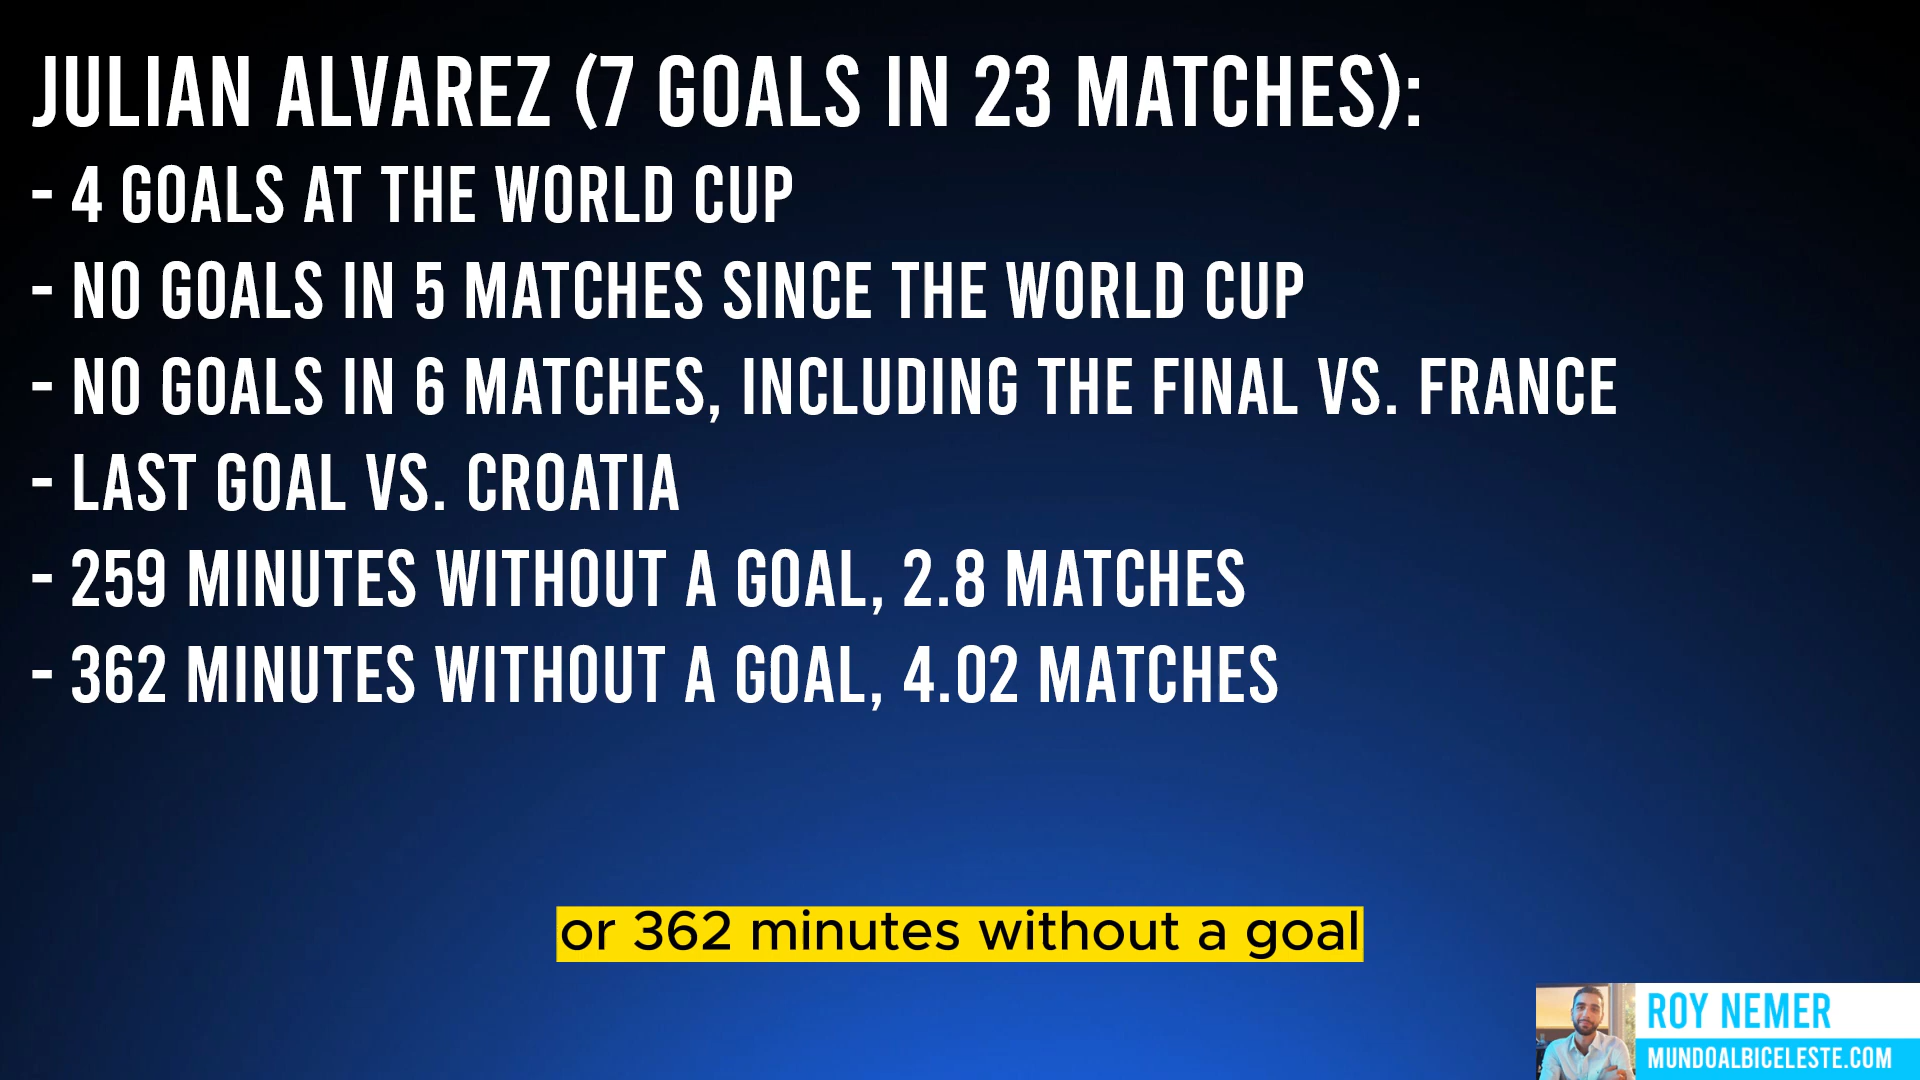 JULIAN ALVAREZ (7 GOALS IN 23 MATCHES):
- 4 GOALS AT THE WORLD CUP
- NO GOALS IN 5 MATCHES SINCE THE WORLD CUP
- NO GOALS IN 6 MATCHES, INCLUDING THE FINAL VS. FRANCE
- LAST GOAL VS. CROATIA
- 259 MINUTES WITHOUT A GOAL, 2.8 MATCHES
- 362 MINUTES WITHOUT A GOAL, 4.02 MATCHES
or 362 minutes without a goal
ROY NEMER
MUNDOALBICELESTE.COM